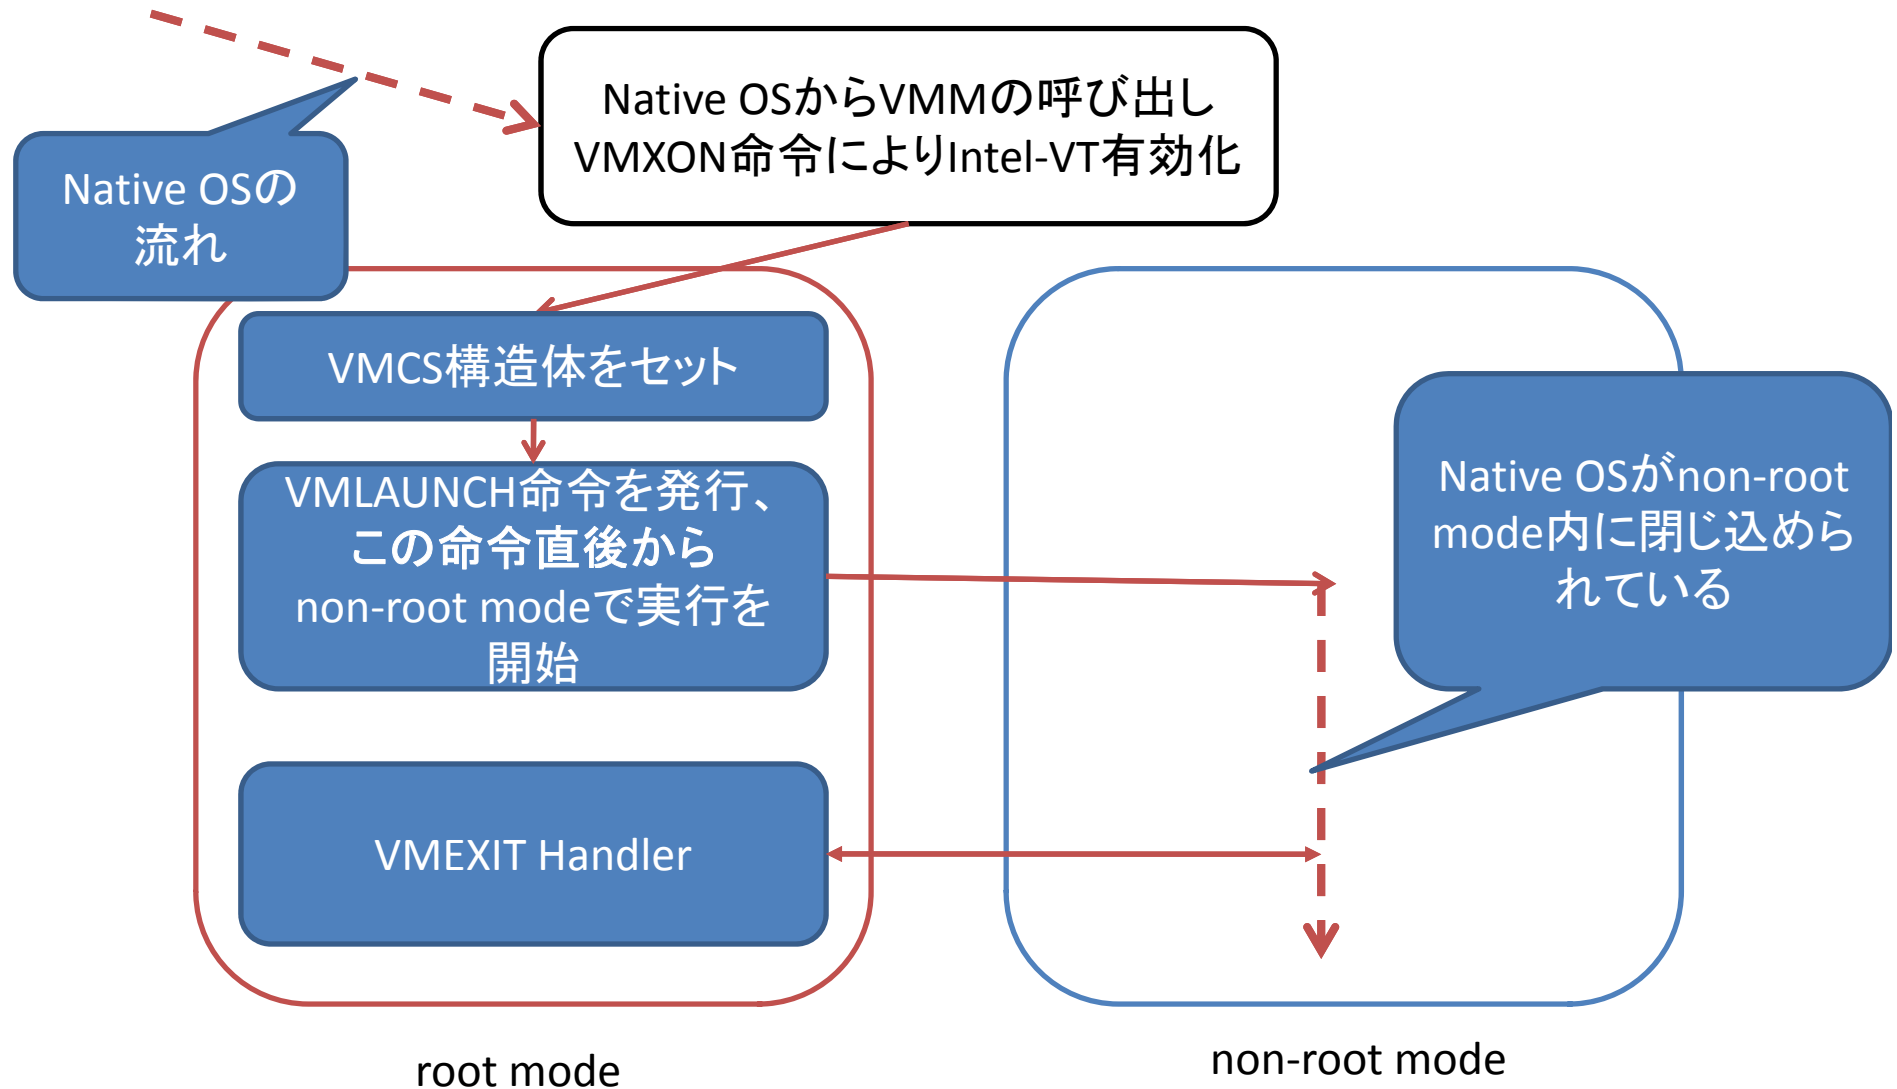 Native OSからVMMの呼び出し
VMXON命令によりIntel-VT有効化
Native OSの
流れ
VMCS構造体をセット
VMLAUNCH命令を発行、
この命令直後から
non-root modeで実行を
開始
Native OSがnon-root
mode内に閉じ込めら
れている
VMEXIT Handler
root mode
non-root mode